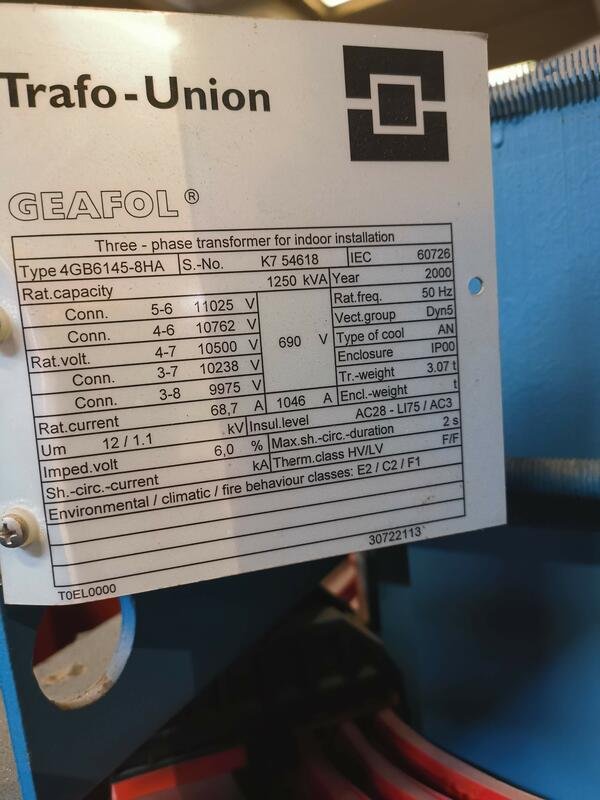 Trafo-Union
GEAFOL®
Three - phase transformer for indoor installation
Type 4GB6145-8HA S.-No. K7 54618 IEC 60726
Rat.capacity 1250 kVA Year 2000
Conn. 5-6 11025 V Rat.freq. 50 Hz
Conn. 4-6 10762 V Vect.group Dyn5
Rat.volt. 4-7 10500 V 690 V Type of cool AN
Conn. 3-7 10238 V Enclosure IP00
Conn. 3-8 9975 V Tr.-weight 3.07 t
Rat.current 68,7 A 1046 A Encl.-weight t
Um 12 / 1.1 kV Insul.level AC28 - LI75 / AC3
Imped.volt 6,0 % Max.sh.-circ.-duration 2 s
Sh.-circ.-current kA Therm.class HV/LV F/F
Environmental / climatic / fire behaviour classes: E2 / C2 / F1
30722113
T0EL0000